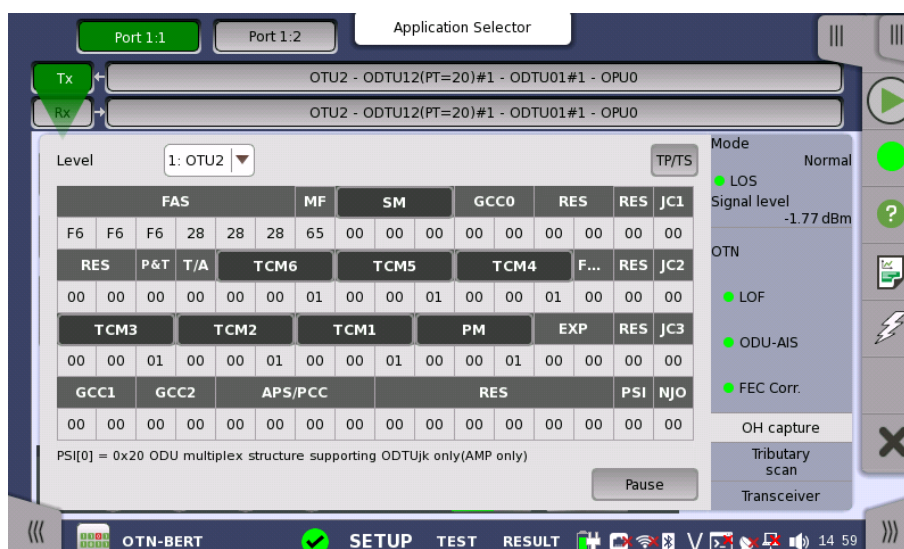 Port 1:1 Port 1:2 Application Selector
Tx OTU2 - ODTU12(PT=20)#1 - ODTU01#1 - OPU0
Rx OTU2 - ODTU12(PT=20)#1 - ODTU01#1 - OPU0
Level 1: OTU2 TP/TS
FAS MF SM GCC0 RES RES JC1
F6 F6 F6 28 28 28 65 00 00 00 00 00 00 00 00 00
RES P&T T/A TCM6 TCM5 TCM4 F... RES JC2
00 00 00 00 00 00 01 00 00 01 00 00 01 00 00 00
TCM3 TCM2 TCM1 PM EXP RES JC3
00 00 01 00 00 01 00 00 01 00 00 01 00 00 00 00
GCC1 GCC2 APS/PCC RES PSI NJO
00 00 00 00 00 00 00 00 00 00 00 00 00 00 00 00
PSI[0] = 0x20 ODU multiplex structure supporting ODTUjk only(AMP only)
Pause
Mode
Normal
LOS
Signal level
-1.77 dBm
OTN
LOF
ODU-AIS
FEC Corr.
OH capture
Tributary
scan
Transceiver
OTN-BERT SETUP TEST RESULT 14 59